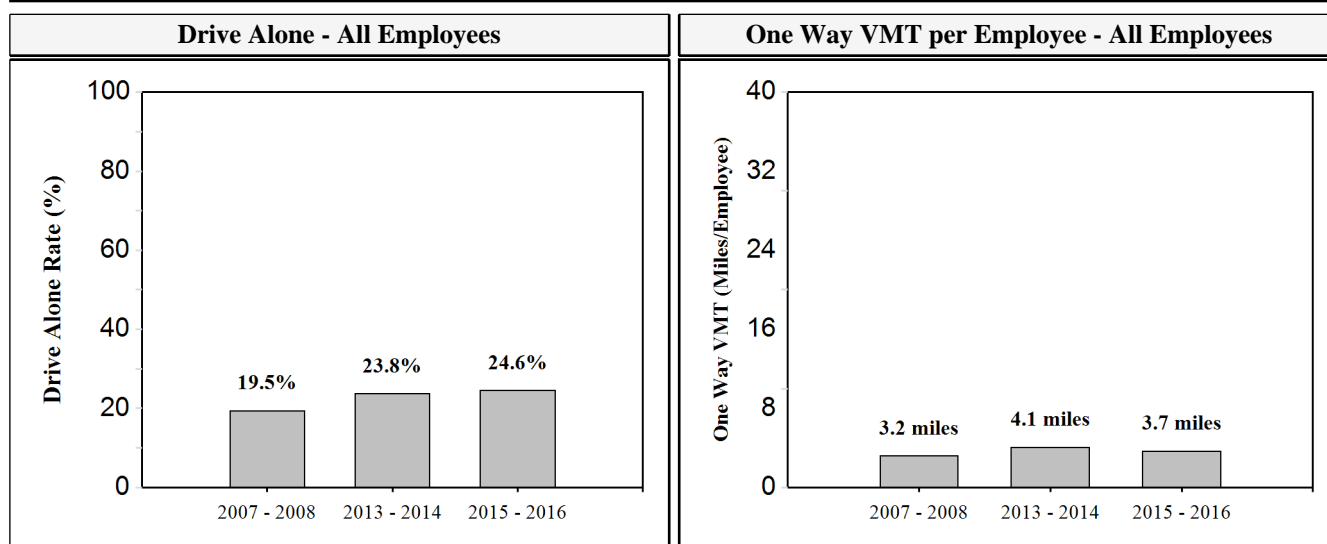 Drive Alone - All Employees
One Way VMT per Employee - All Employees
Drive Alone Rate (%)
100
80
60
40
20
0
19.5%
23.8%
24.6%
2007 - 2008
2013 - 2014
2015 - 2016
One Way VMT (Miles/Employee)
40
32
24
16
8
0
3.2 miles
4.1 miles
3.7 miles
2007 - 2008
2013 - 2014
2015 - 2016